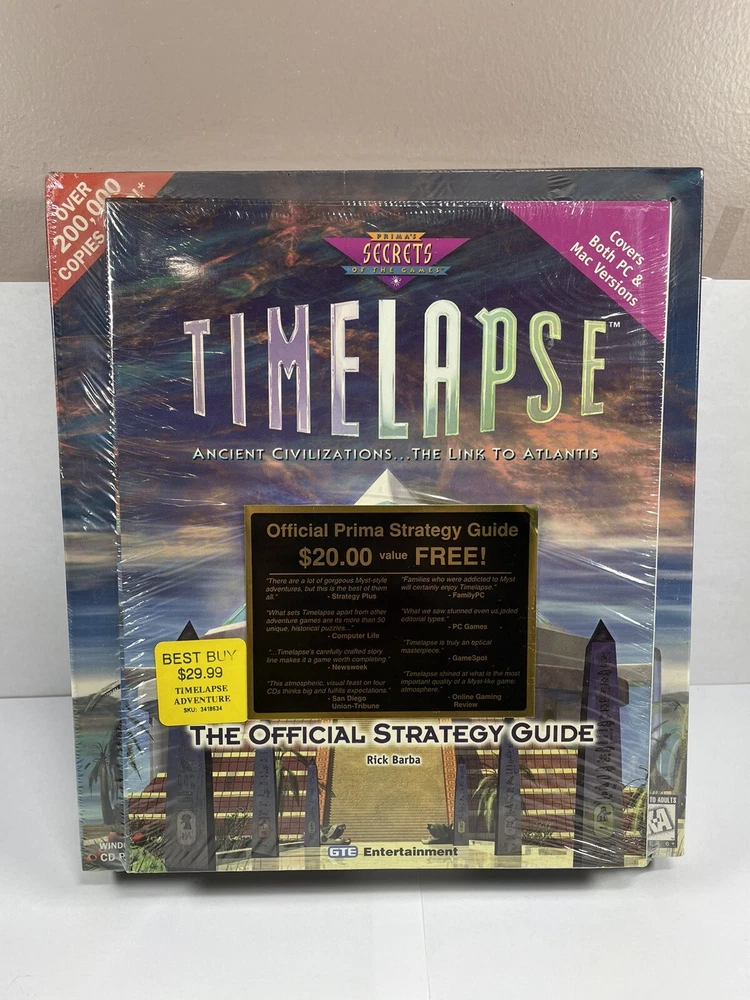 OVER
200,000
COPIES
PRIMA'S
SECRETS
OF THE GAMES
Covers
Both PC &
Mac Versions
TIMELAPSE™
ANCIENT CIVILIZATIONS...THE LINK TO ATLANTIS
Official Prima Strategy Guide
$20.00 value FREE!
"There are a lot of gorgeous Myst-style
adventures, but this is the best of them
all."
- Strategy Plus
"What sets Timelapse apart from other
adventure games are its more than 50
unique, historical puzzles..."
- Computer Life
"...Timelapse's carefully crafted story
line makes it a game worth completing."
- Newsweek
"This atmospheric, visual feast on four
CDs thinks big and fulfills expectations."
- San Diego
Union-Tribune
"Families who were addicted to Myst
will certainly enjoy Timelapse."
- FamilyPC
"What we saw stunned even us jaded
editorial types."
- PC Games
"Timelapse is truly an optical
masterpiece."
- GameSpot
"Timelapse shined at what is the most
important quality of a Myst-like game:
atmosphere."
- Online Gaming
Review
BEST BUY
$29.99
TIMELAPSE
ADVENTURE
SKU: 3418634
THE OFFICIAL STRATEGY GUIDE
Rick Barba
GTE Entertainment
CD
TO ADULTS